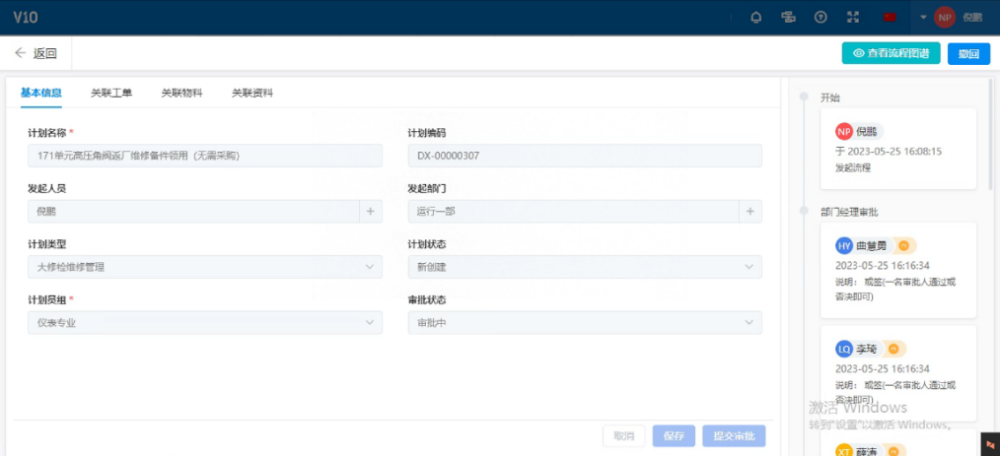 V10
NP 倪鹏
返回
查看流程图谱 撤回
基本信息 关联工单 关联物料 关联资料
计划名称 * 计划编码
171单元高压角阀返厂维修备件领用（无需采购） DX-00000307
发起人员 发起部门
倪鹏 运行一部
计划类型 计划状态
大修检维修管理 新创建
计划员组 * 审批状态
仪表专业 审批中
取消 保存 提交审批
开始
NP 倪鹏
于 2023-05-25 16:08:15
发起流程
部门经理审批
HY 曲慧勇
2023-05-25 16:16:34
说明： 或签(一名审批人通过或
否决即可)
LQ 李琦
2023-05-25 16:16:34
说明： 或签(一名审批人通过或
否决即可)
激活 Windows
转到"设置"以激活 Windows。
XT 薛涛